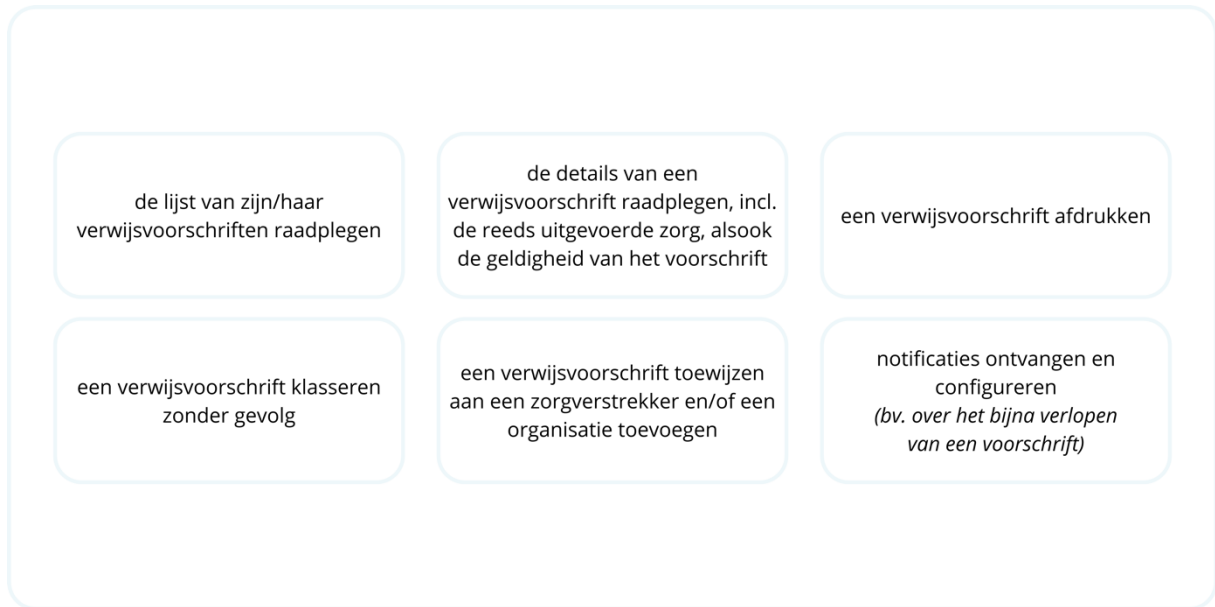 de lijst van zijn/haar
verwijsvoorschriften raadplegen
de details van een
verwijsvoorschrift raadplegen, incl.
de reeds uitgevoerde zorg, alsook
de geldigheid van het voorschrift
een verwijsvoorschrift afdrukken
een verwijsvoorschrift klasseren
zonder gevolg
een verwijsvoorschrift toewijzen
aan een zorgverstrekker en/of een
organisatie toevoegen
notificaties ontvangen en
configureren
(bv. over het bijna verlopen
van een voorschrift)